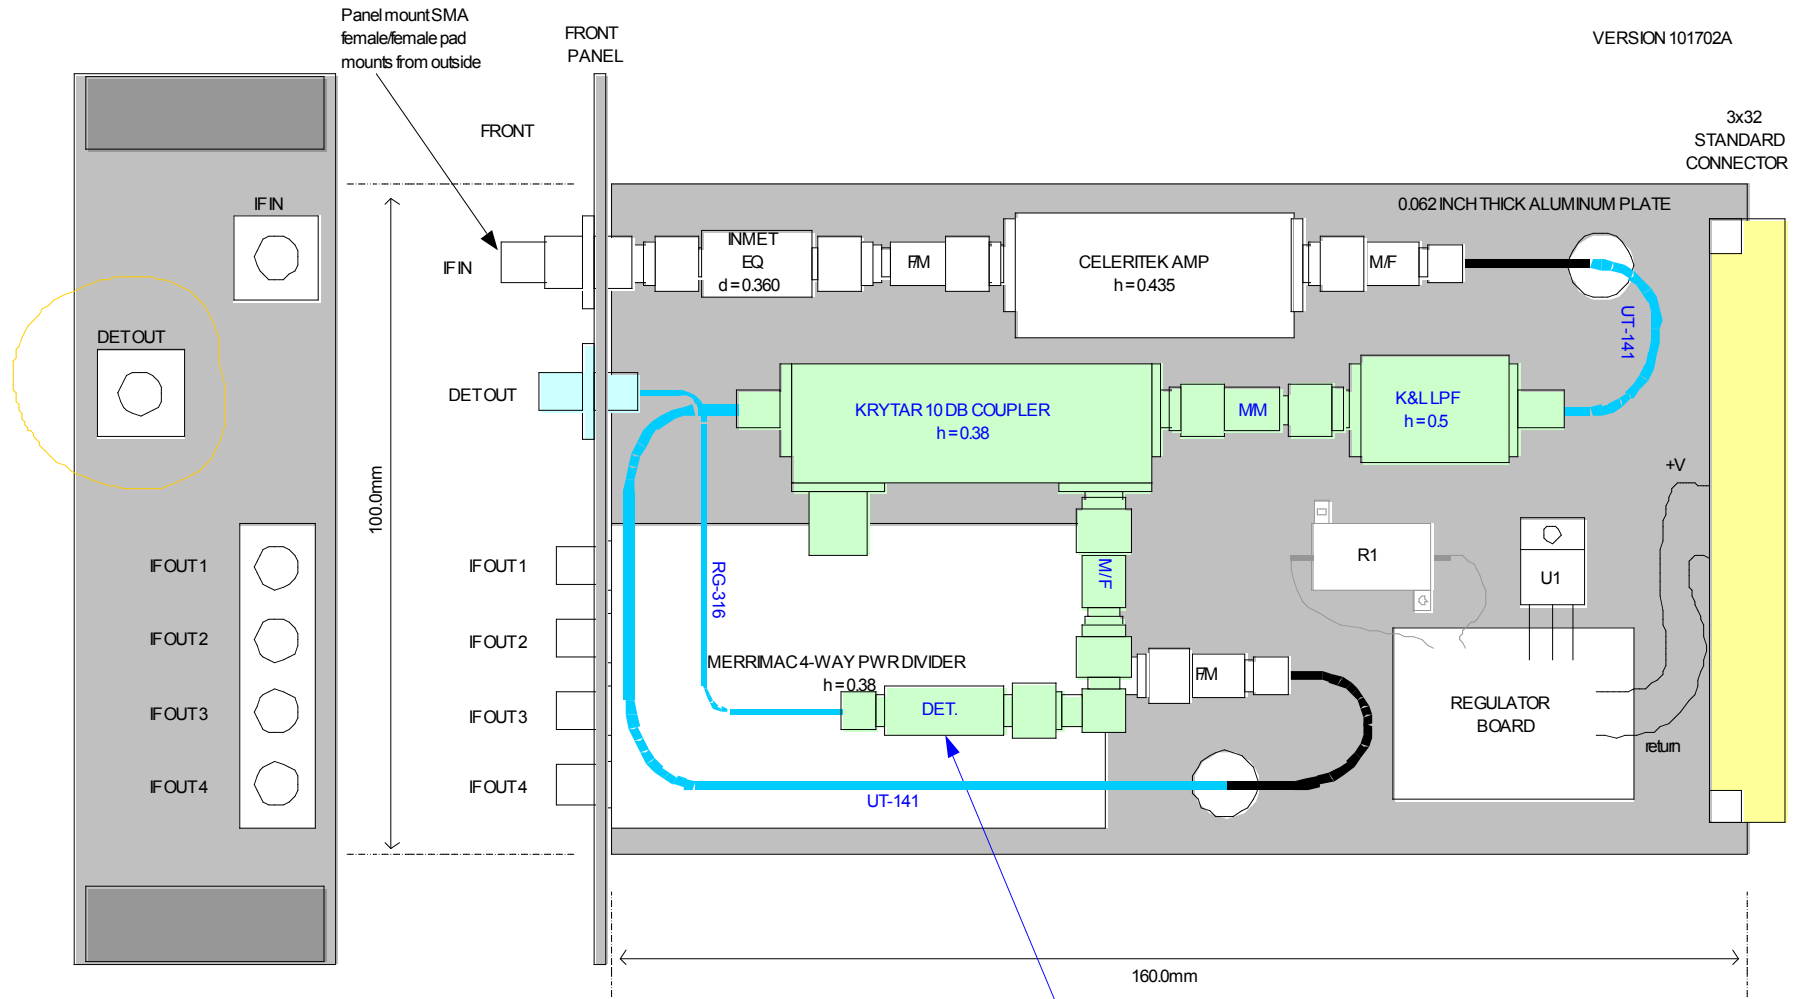 Panel mount SMA
female/female pad
mounts from outside
FRONT
PANEL
VERSION 101702A
FRONT
3x32
STANDARD
CONNECTOR
IF IN
0.062 INCH THICK ALUMINUM PLATE
IF IN
INMET
EQ
d = 0.360
F/M
CELERITEK AMP
h = 0.435
M/F
UT-141
DET OUT
DET OUT
KRYTAR 10 DB COUPLER
h = 0.38
M/M
K&L LPF
h = 0.5
+V
100.0mm
IF OUT 1
IF OUT 1
RG-316
M/F
R1
U1
IF OUT 2
IF OUT 2
MERRIMAC 4-WAY PWR DIVIDER
h = 0.38
F/M
IF OUT 3
IF OUT 3
DET.
REGULATOR
BOARD
return
IF OUT 4
IF OUT 4
UT-141
160.0mm